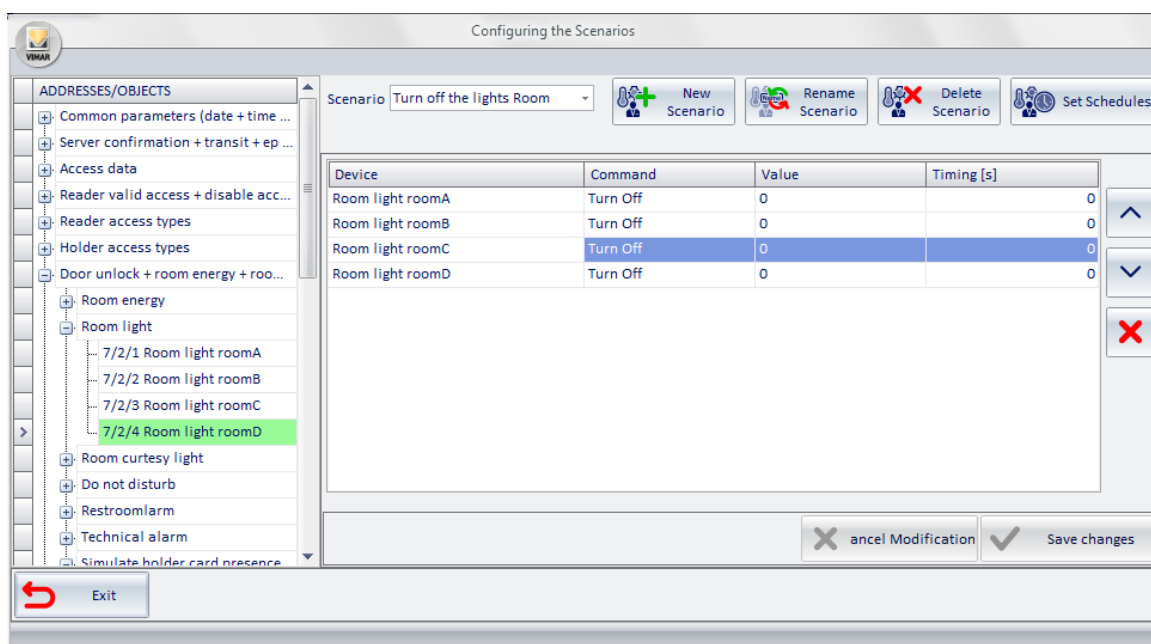 Configuring the Scenarios
VIMAR
ADDRESSES/OBJECTS
Common parameters (date + time ...
Server confirmation + transit + ep ...
Access data
Reader valid access + disable acc...
Reader access types
Holder access types
Door unlock + room energy + roo...
Room energy
Room light
7/2/1 Room light roomA
7/2/2 Room light roomB
7/2/3 Room light roomC
7/2/4 Room light roomD
Room curtesy light
Do not disturb
Restroomlarm
Technical alarm
Simulate holder card presence
Scenario Turn off the lights Room
New
Scenario
Rename
Scenario
Delete
Scenario
Set Schedules
Device Command Value Timing [s]
Room light roomA Turn Off 0 0
Room light roomB Turn Off 0 0
Room light roomC Turn Off 0 0
Room light roomD Turn Off 0 0
ancel Modification
Save changes
Exit